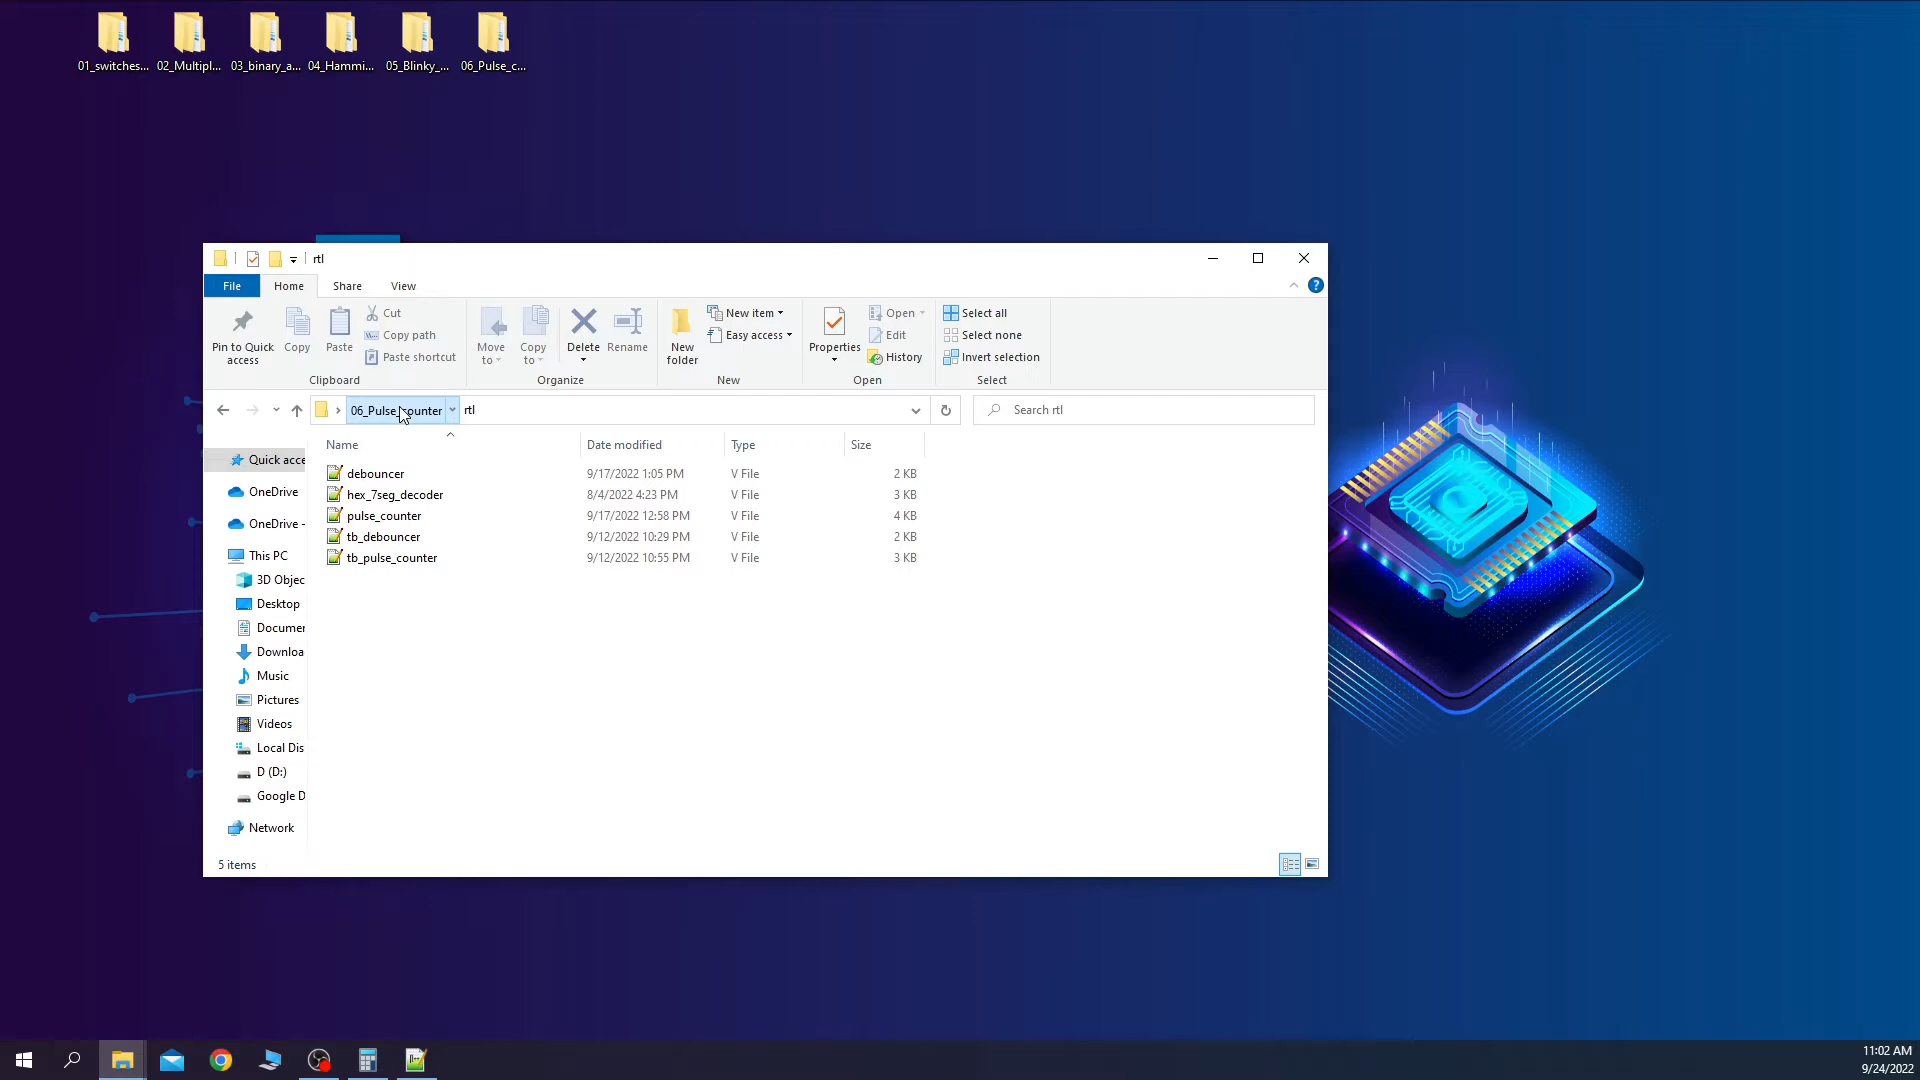 01_switches... 02_Multipl... 03_binary_a... 04_Hammi... 05_Blinky_... 06_Pulse_c...
rtl
File Home Share View
Pin to Quick access
Copy
Paste
Cut
Copy path
Paste shortcut
Clipboard
Move to
Copy to
Delete
Rename
Organize
New folder
New item
Easy access
New
Properties
Open
Edit
History
Open
Select all
Select none
Invert selection
Select
06_Pulse_counter rtl
Search rtl
Name Date modified Type Size
debouncer 9/17/2022 1:05 PM V File 2 KB
hex_7seg_decoder 8/4/2022 4:23 PM V File 3 KB
pulse_counter 9/17/2022 12:58 PM V File 4 KB
tb_debouncer 9/12/2022 10:29 PM V File 2 KB
tb_pulse_counter 9/12/2022 10:55 PM V File 3 KB
Quick acce
OneDrive
OneDrive -
This PC
3D Objec
Desktop
Documer
Downloa
Music
Pictures
Videos
Local Dis
D (D:)
Google D
Network
5 items
11:02 AM
9/24/2022